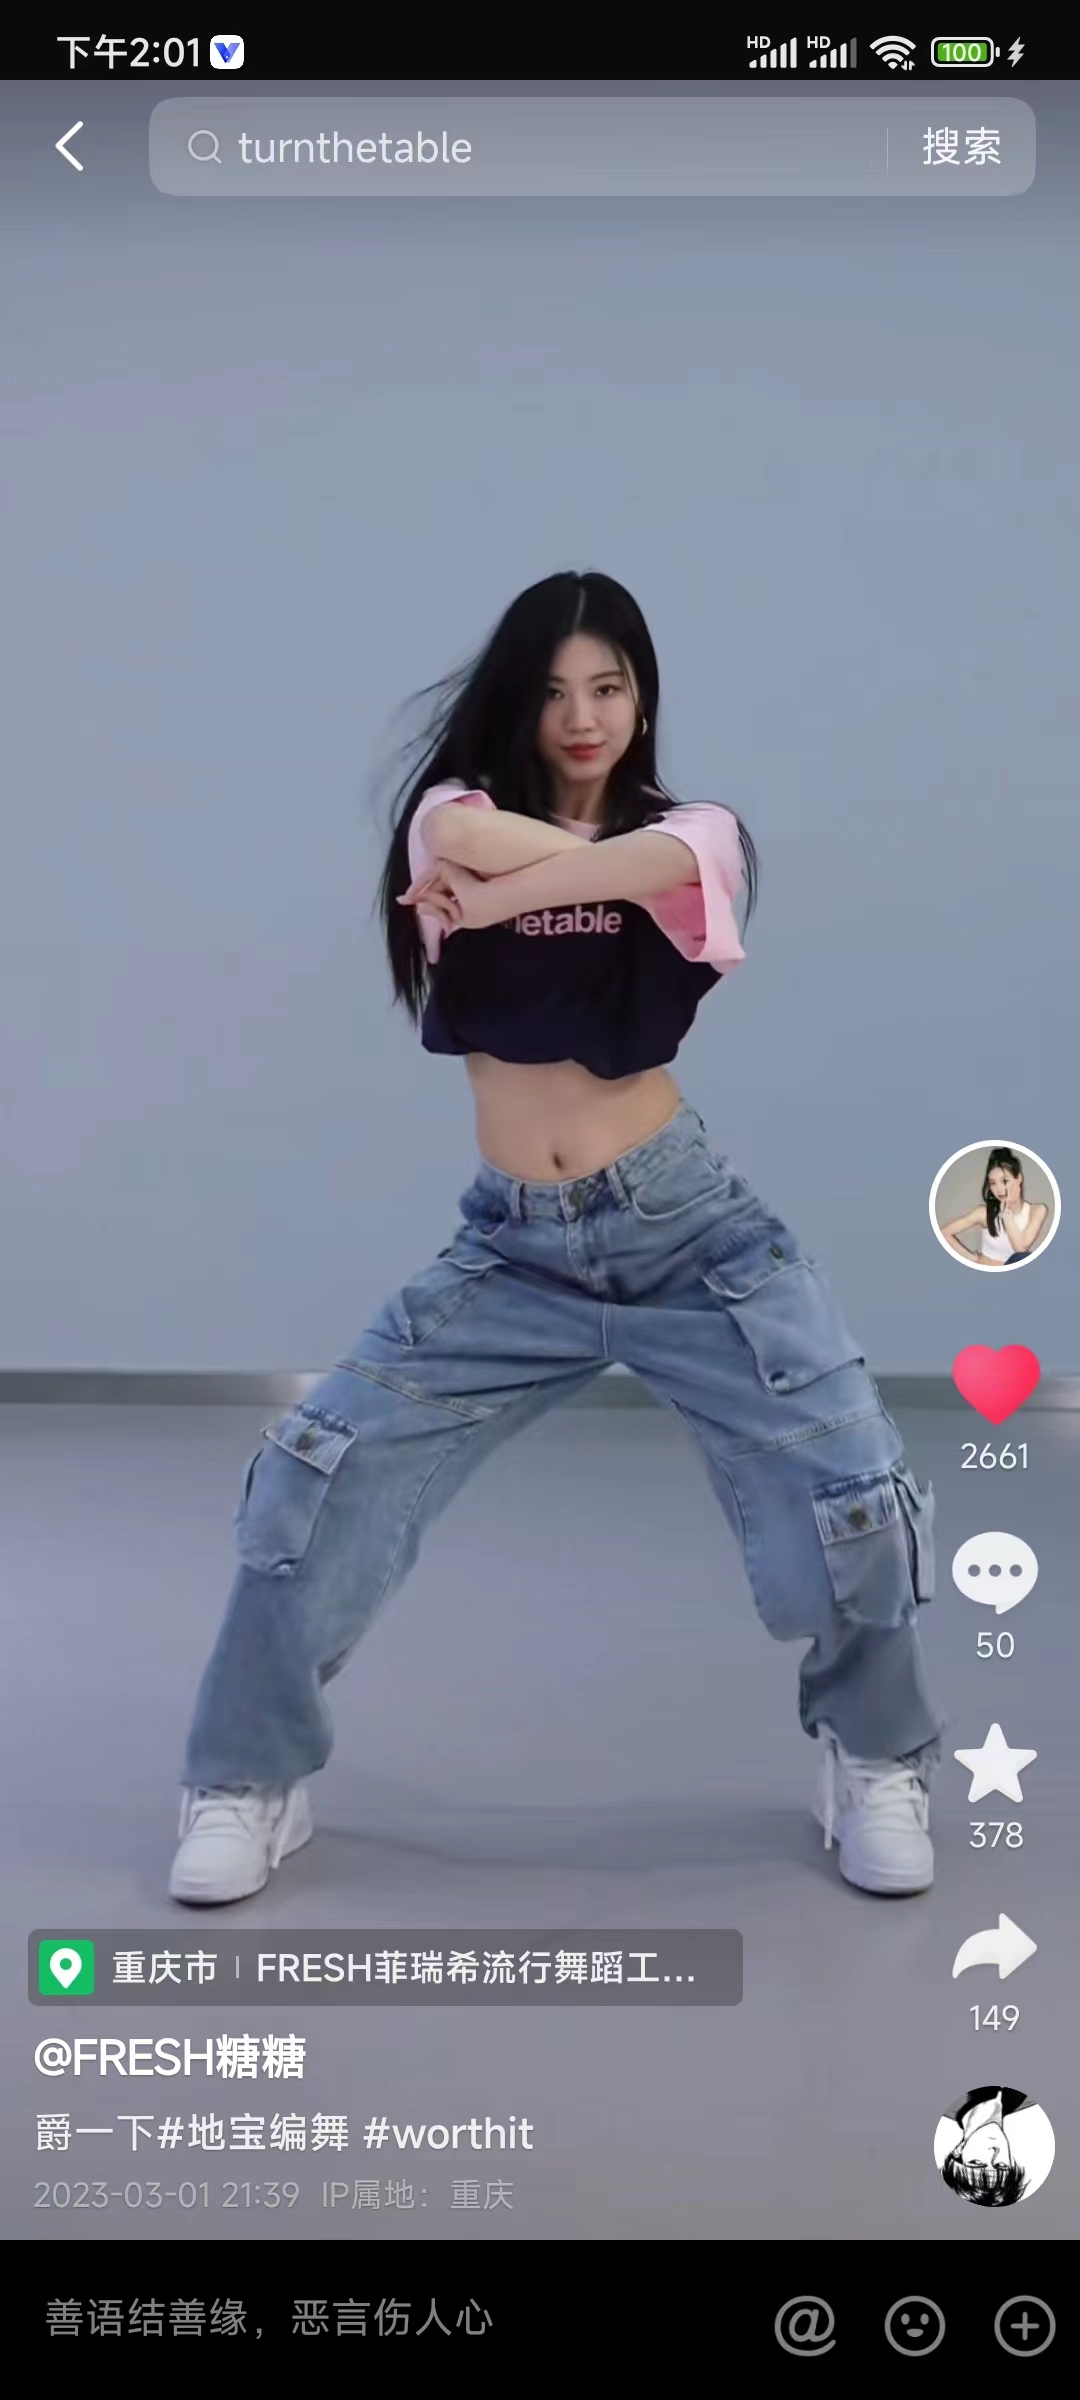 下午2:01
HD HD 100
turnthetable 搜索
etable
2661
50
378
149
重庆市 | FRESH菲瑞希流行舞蹈工...
@FRESH糖糖
爵一下#地宝编舞 #worthit
2023-03-01 21:39 IP属地：重庆
善语结善缘，恶言伤人心